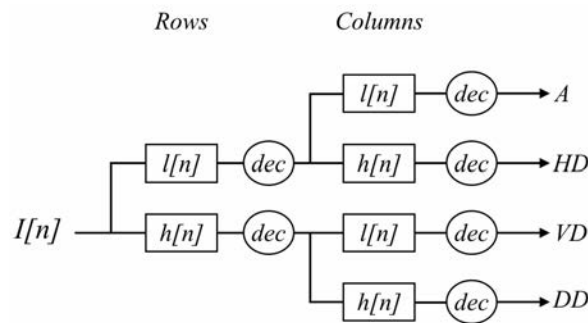 Rows Columns
l[n] dec A
l[n] dec h[n] dec HD
I[n] h[n] dec l[n] dec VD
h[n] dec DD